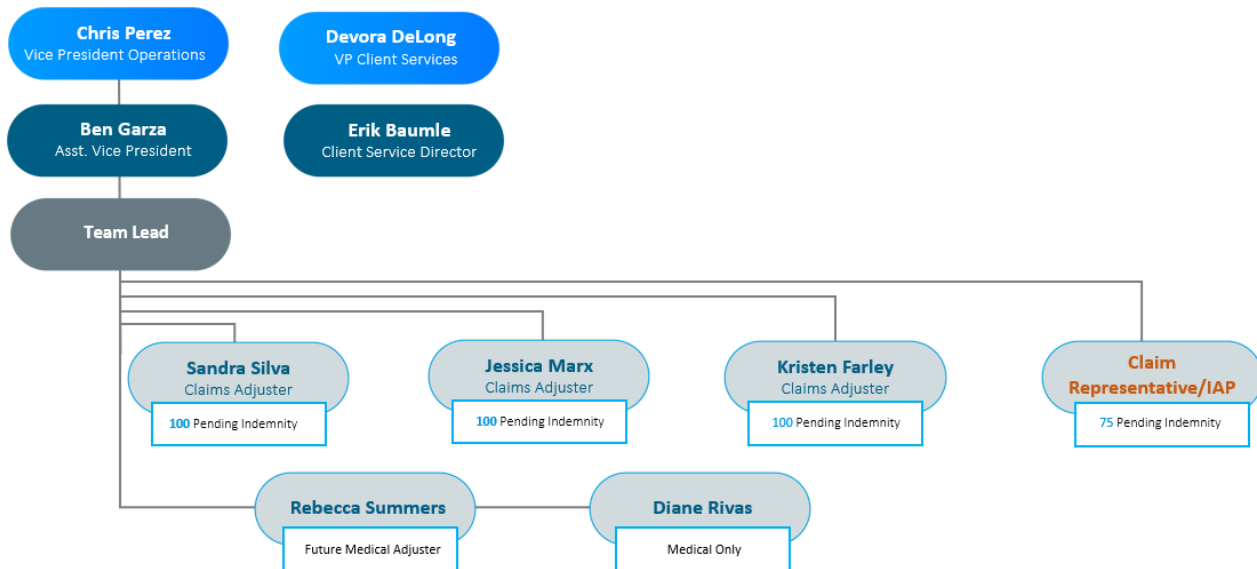 Chris Perez
Vice President Operations
Devora DeLong
VP Client Services
Ben Garza
Asst. Vice President
Erik Baumle
Client Service Director
Team Lead
Sandra Silva
Claims Adjuster
100 Pending Indemnity
Jessica Marx
Claims Adjuster
100 Pending Indemnity
Kristen Farley
Claims Adjuster
100 Pending Indemnity
Claim
Representative/IAP
75 Pending Indemnity
Rebecca Summers
Future Medical Adjuster
Diane Rivas
Medical Only